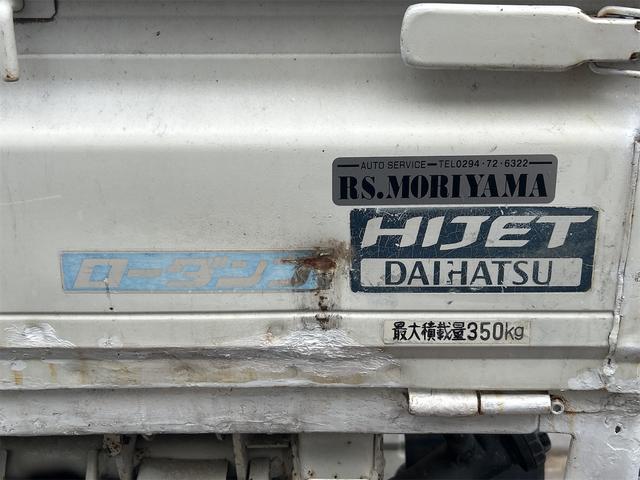 AUTO SERVICE — TEL0294・72・6322
RS.MORIYAMA
HIJET
DAIHATSU
ローダンプ
最大積載量350kg